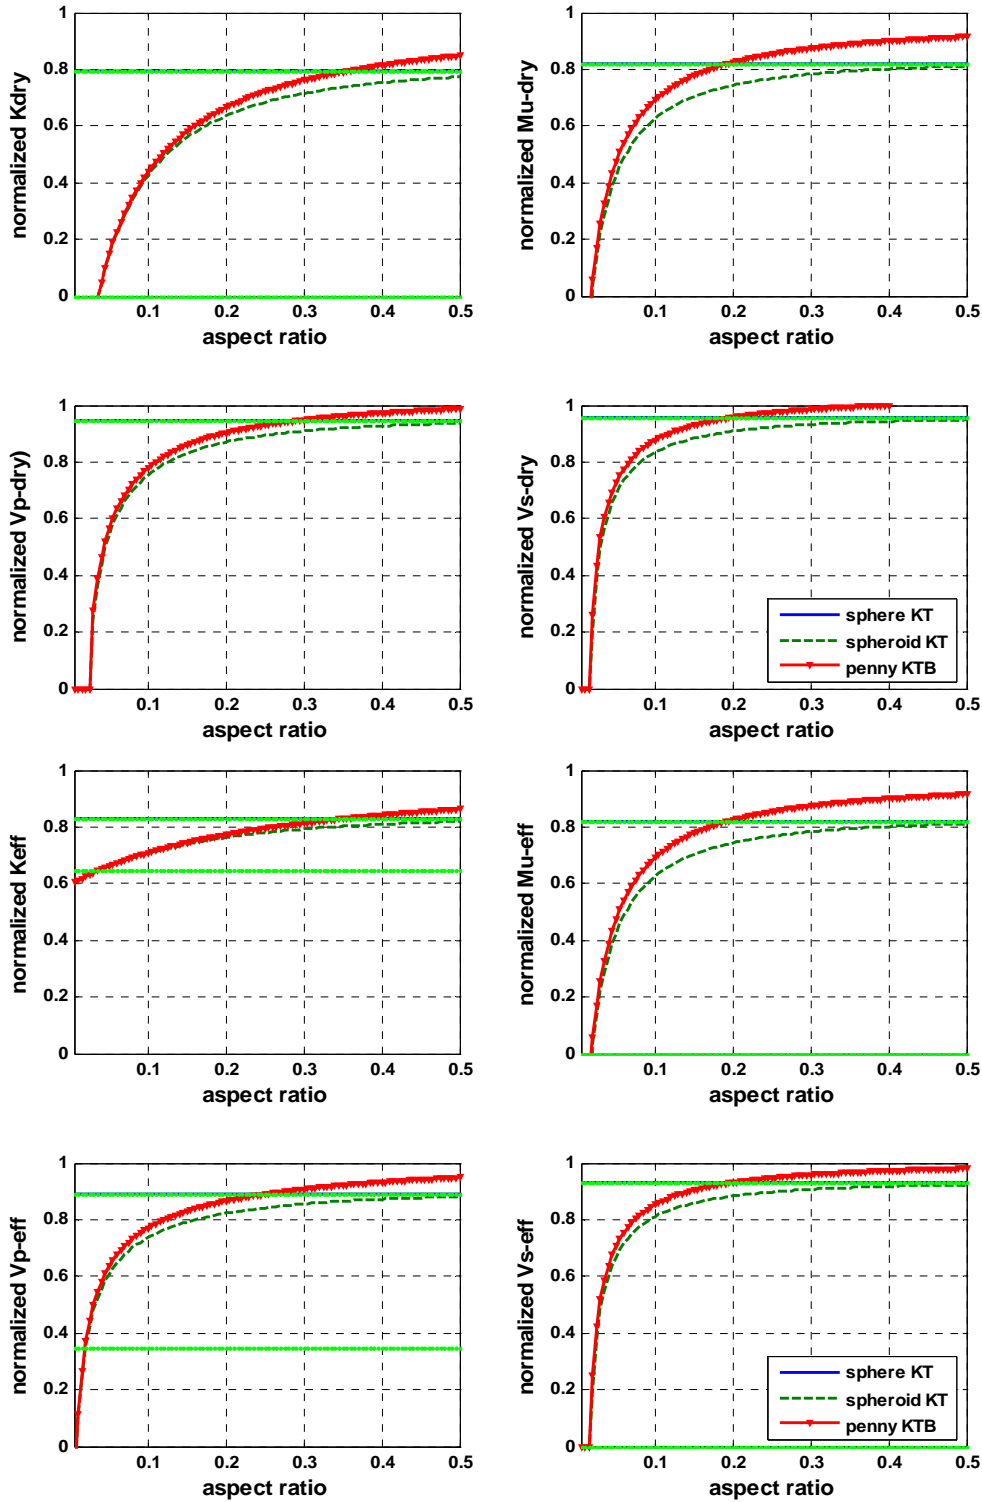 normalized Kdry
1
0.8
0.6
0.4
0.2
0
0.1 0.2 0.3 0.4 0.5
aspect ratio
normalized Mu-dry
1
0.8
0.6
0.4
0.2
0
0.1 0.2 0.3 0.4 0.5
aspect ratio
normalized Vp-dry)
1
0.8
0.6
0.4
0.2
0
0.1 0.2 0.3 0.4 0.5
aspect ratio
normalized Vs-dry
1
0.8
0.6
0.4
0.2
0
sphere KT
spheroid KT
penny KTB
0.1 0.2 0.3 0.4 0.5
aspect ratio
normalized Keff
1
0.8
0.6
0.4
0.2
0
0.1 0.2 0.3 0.4 0.5
aspect ratio
normalized Mu-eff
1
0.8
0.6
0.4
0.2
0
0.1 0.2 0.3 0.4 0.5
aspect ratio
normalized Vp-eff
1
0.8
0.6
0.4
0.2
0
0.1 0.2 0.3 0.4 0.5
aspect ratio
normalized Vs-eff
1
0.8
0.6
0.4
0.2
0
sphere KT
spheroid KT
penny KTB
0.1 0.2 0.3 0.4 0.5
aspect ratio